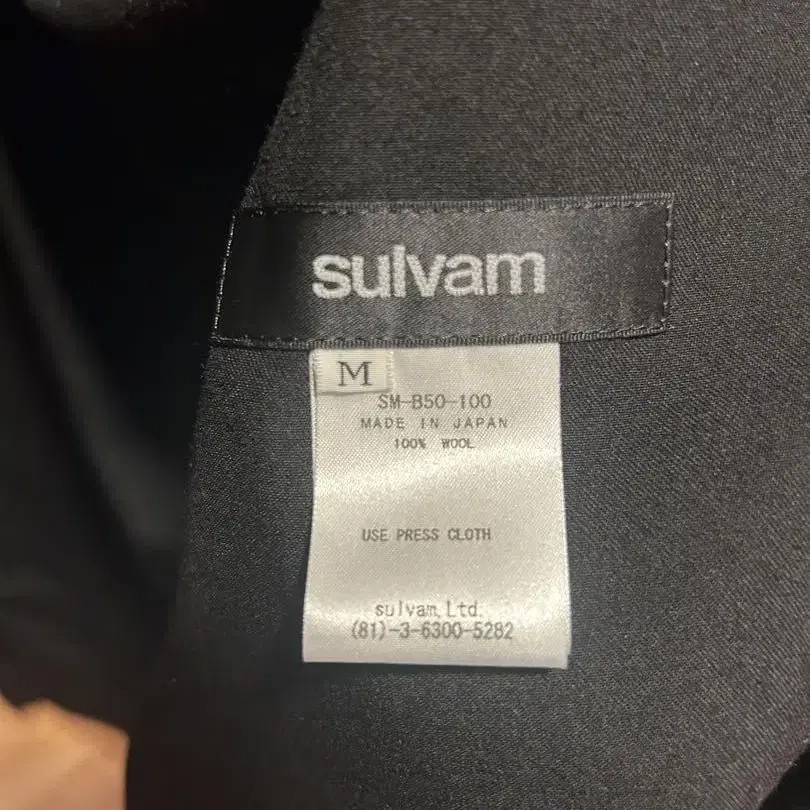 sulvam
M
SM-B50-100
MADE IN JAPAN
100% WOOL
USE PRESS CLOTH
sulvam,Ltd.
(81)-3-6300-5282